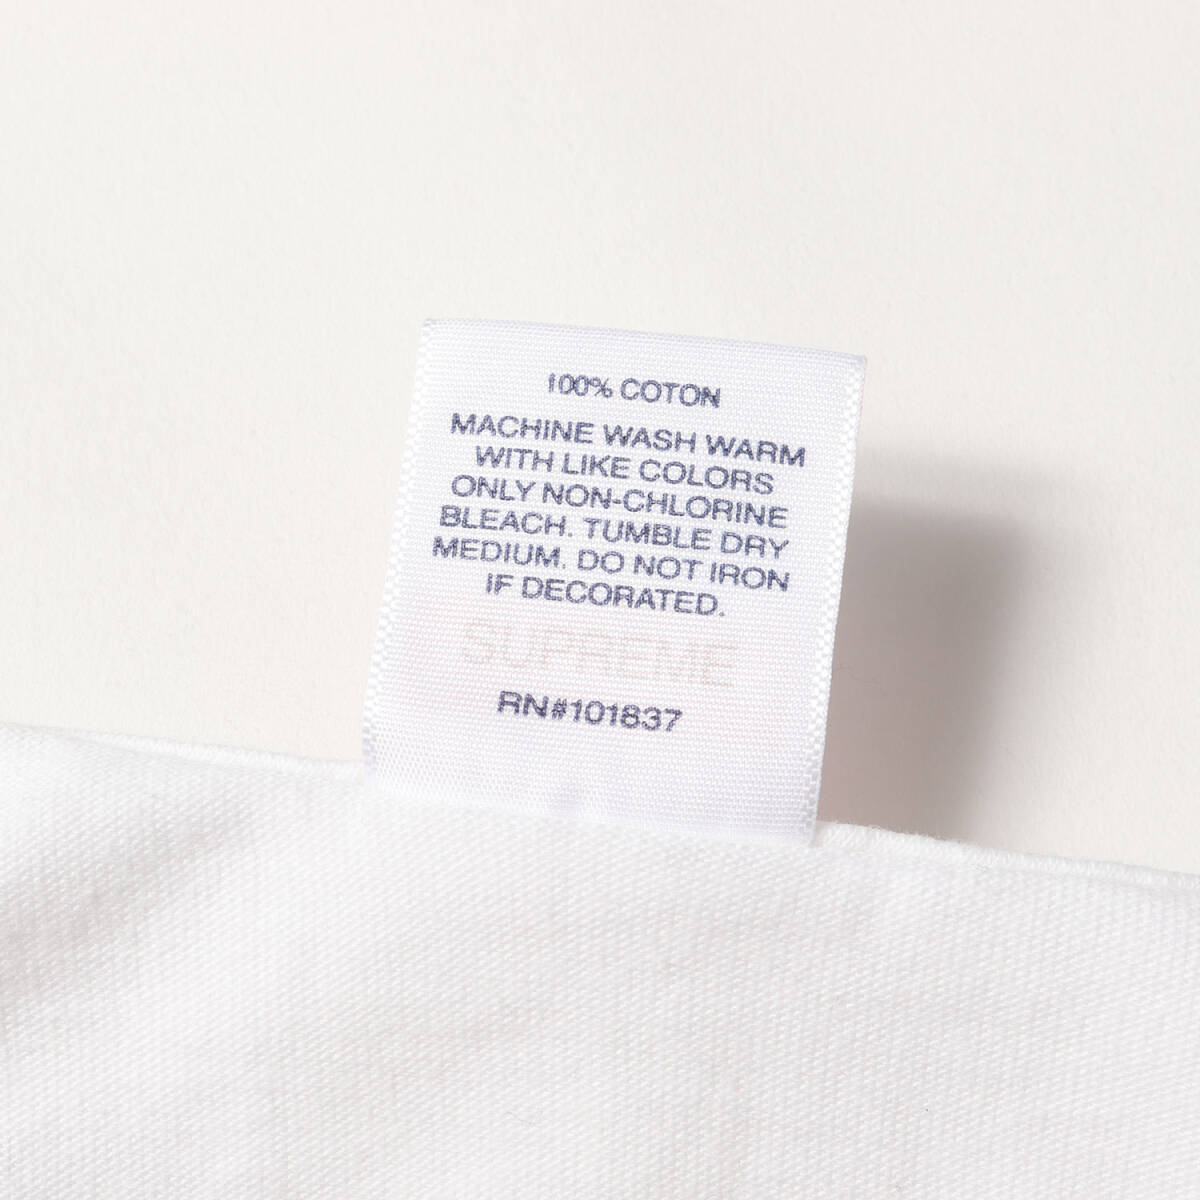 100% COTON
MACHINE WASH WARM
WITH LIKE COLORS
ONLY NON-CHLORINE
BLEACH. TUMBLE DRY
MEDIUM. DO NOT IRON
IF DECORATED.
SUPREME
RN#101837